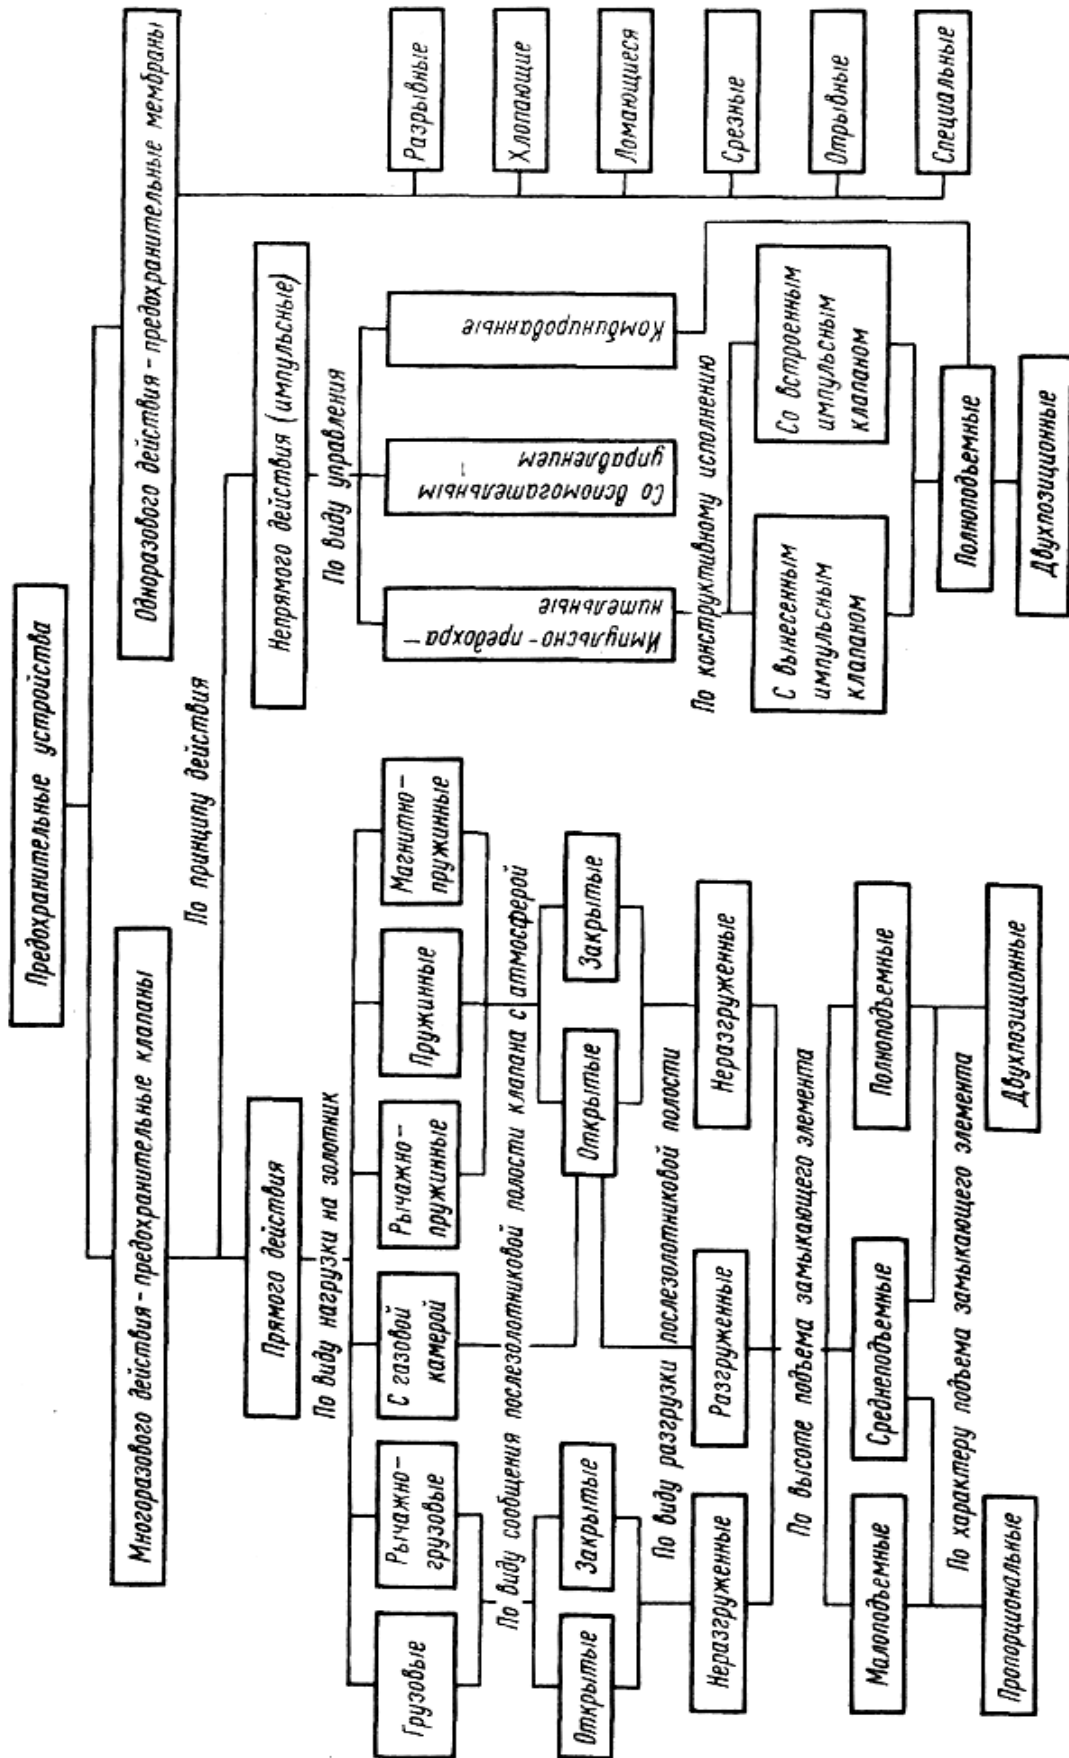 Предохранительные устройства
Многоразового действия – предохранительные клапаны
Одноразового действия – предохранительные мембраны
По принципу действия
Прямого действия
Непрямого действия (импульсные)
По виду нагрузки на золотник
По виду управления
Грузовые
Рычажно-
грузовые
С газовой
камерой
Рычажно-
пружинные
Пружинные
Магнитно-
пружинные
Импульсно-предохра-
нительные
Со вспомогательным
управлением
Комбинированные
Разрывные
Хлопающие
Ломающиеся
Срезные
Отрывные
Специальные
По виду сообщения послезолотниковой полости клапана с атмосферой
Открытые
Закрытые
Открытые
Закрытые
По виду разгрузки послезолотниковой полости
Неразгруженные
Разгруженные
Неразгруженные
По конструктивному исполнению
С вынесенным
импульсным
клапаном
Со встроенным
импульсным
клапаном
По высоте подъема замыкающего элемента
Малоподъемные
Среднеподъемные
Полноподъемные
Полноподъемные
По характеру подъема замыкающего элемента
Пропорциональные
Двухпозиционные
Двухпозиционные